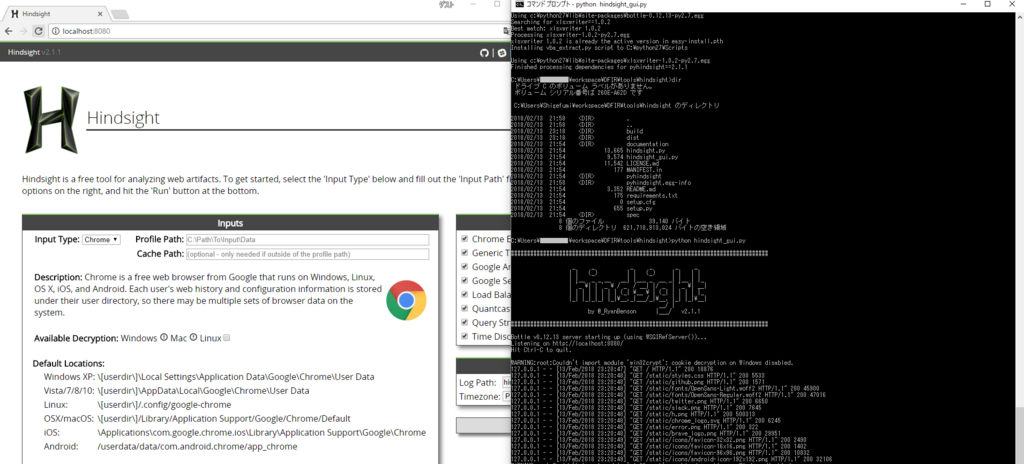 Hindsight
ゲスト
localhost:8080
Hindsight v2.1.1
Hindsight
Hindsight is a free tool for analyzing web artifacts. To get started, select the 'Input Type' below and fill out the 'Input Path' f
options on the right, and hit the 'Run' button at the bottom.
Inputs
Input Type: Chrome
Profile Path: C:\Path\To\Input\Data
Cache Path: (optional - only needed if outside of the profile path)
Description: Chrome is a free web browser from Google that runs on Windows, Linux,
OS X, iOS, and Android. Each user's web history and configuration information is stored
under their user directory, so there may be multiple sets of browser data on the
system.
Available Decryption: Windows Mac Linux
Default Locations:
Windows XP: \[userdir]\Local Settings\Application Data\Google\Chrome\User Data
Vista/7/8/10: \[userdir]\AppData\Local\Google\Chrome\User Data
Linux: \[userdir]/.config/google-chrome
OSX/macOS: \[userdir]/Library/Application Support/Google/Chrome/Default
iOS: \Applications\com.google.chrome.ios\Library\Application Support\Google\Chrome
Android: /userdata/data/com.android.chrome/app_chrome
Chrome E
Generic T
Google An
Google Se
Load Bala
Quantcas
Query Str
Time Disc
Log Path: hi
Timezone:
コマンド プロンプト - python hindsight_gui.py
Using c:¥python27¥lib¥site-packages¥bottle-0.12.13-py2.7.egg
Searching for xlsxwriter==1.0.2
Best match: xlsxwriter 1.0.2
Processing xlsxwriter-1.0.2-py2.7.egg
xlsxwriter 1.0.2 is already the active version in easy-install.pth
Installing vba_extract.py script to C:¥python27¥Scripts
Using c:¥python27¥lib¥site-packages¥xlsxwriter-1.0.2-py2.7.egg
Finished processing dependencies for pyhindsight==2.1.1
C:¥Users¥ ¥workspace¥DFIR¥tools¥hindsight>dir
ドライブ C のボリューム ラベルがありません。
ボリューム シリアル番号は 260E-A62D です
C:¥Users¥Shigefumi¥workspace¥DFIR¥tools¥hindsight のディレクトリ
2018/02/13 21:58 <DIR> .
2018/02/13 21:58 <DIR> ..
2018/02/13 23:18 <DIR> build
2018/02/13 23:18 <DIR> dist
2018/02/13 21:54 <DIR> documentation
2018/02/13 21:54 13,665 hindsight.py
2018/02/13 21:54 9,574 hindsight_gui.py
2018/02/13 21:54 11,542 LICENSE.md
2018/02/13 21:54 177 MANIFEST.in
2018/02/13 21:54 <DIR> pyhindsight
2018/02/13 21:58 <DIR> pyhindsight.egg-info
2018/02/13 21:54 3,352 README.md
2018/02/13 21:54 175 requirements.txt
2018/02/13 21:54 0 setup.cfg
2018/02/13 21:54 655 setup.py
2018/02/13 21:54 <DIR> spec
8 個のファイル 39,140 バイト
8 個のディレクトリ 621,718,913,024 バイトの空き領域
C:¥Users¥ ¥workspace¥DFIR¥tools¥hindsight>python hindsight_gui.py
hindsight
by @_RyanBenson v2.1.1
Bottle v0.12.13 server starting up (using WSGIRefServer())...
Listening on http://localhost:8080/
Hit Ctrl-C to quit.
WARNING:root:Couldn't import module 'win32crypt'; cookie decryption on Windows disabled.
127.0.0.1 - - [13/Feb/2018 23:20:47] "GET / HTTP/1.1" 200 18876
127.0.0.1 - - [13/Feb/2018 23:20:48] "GET /static/styles.css HTTP/1.1" 200 5533
127.0.0.1 - - [13/Feb/2018 23:20:48] "GET /static/github.png HTTP/1.1" 200 1571
127.0.0.1 - - [13/Feb/2018 23:20:48] "GET /static/fonts/OpenSans-Light.woff2 HTTP/1.1" 200
127.0.0.1 - - [13/Feb/2018 23:20:48] "GET /static/fonts/OpenSans-Regular.woff2 HTTP/1.1" 200 47016
127.0.0.1 - - [13/Feb/2018 23:20:48] "GET /static/twitter.png HTTP/1.1" 200 6650
127.0.0.1 - - [13/Feb/2018 23:20:48] "GET /static/slack.png HTTP/1.1" 200 7645
127.0.0.1 - - [13/Feb/2018 23:20:48] "GET /static/h.png HTTP/1.1" 200
127.0.0.1 - - [13/Feb/2018 23:20:48] "GET /static/chrome_logo.svg HTTP/1.1" 200 6245
127.0.0.1 - - [13/Feb/2018 23:20:48] "GET /static/error.png HTTP/1.1" 200 322
127.0.0.1 - - [13/Feb/2018 23:20:48] "GET /static/brave_logo.png HTTP/1.1" 200
127.0.0.1 - - [13/Feb/2018 23:20:48] "GET /static/icons/favicon-32x32.png HTTP/1.1" 200 2498
127.0.0.1 - - [13/Feb/2018 23:20:48] "GET /static/icons/favicon-16x16.png HTTP/1.1" 200 1402
127.0.0.1 - - [13/Feb/2018 23:20:48] "GET /static/icons/favicon-96x96.png HTTP/1.1" 200 10832
127.0.0.1 - - [13/Feb/2018 23:20:48] "GET /static/icons/android-icon-192x192.png HTTP/1.1" 200 32106